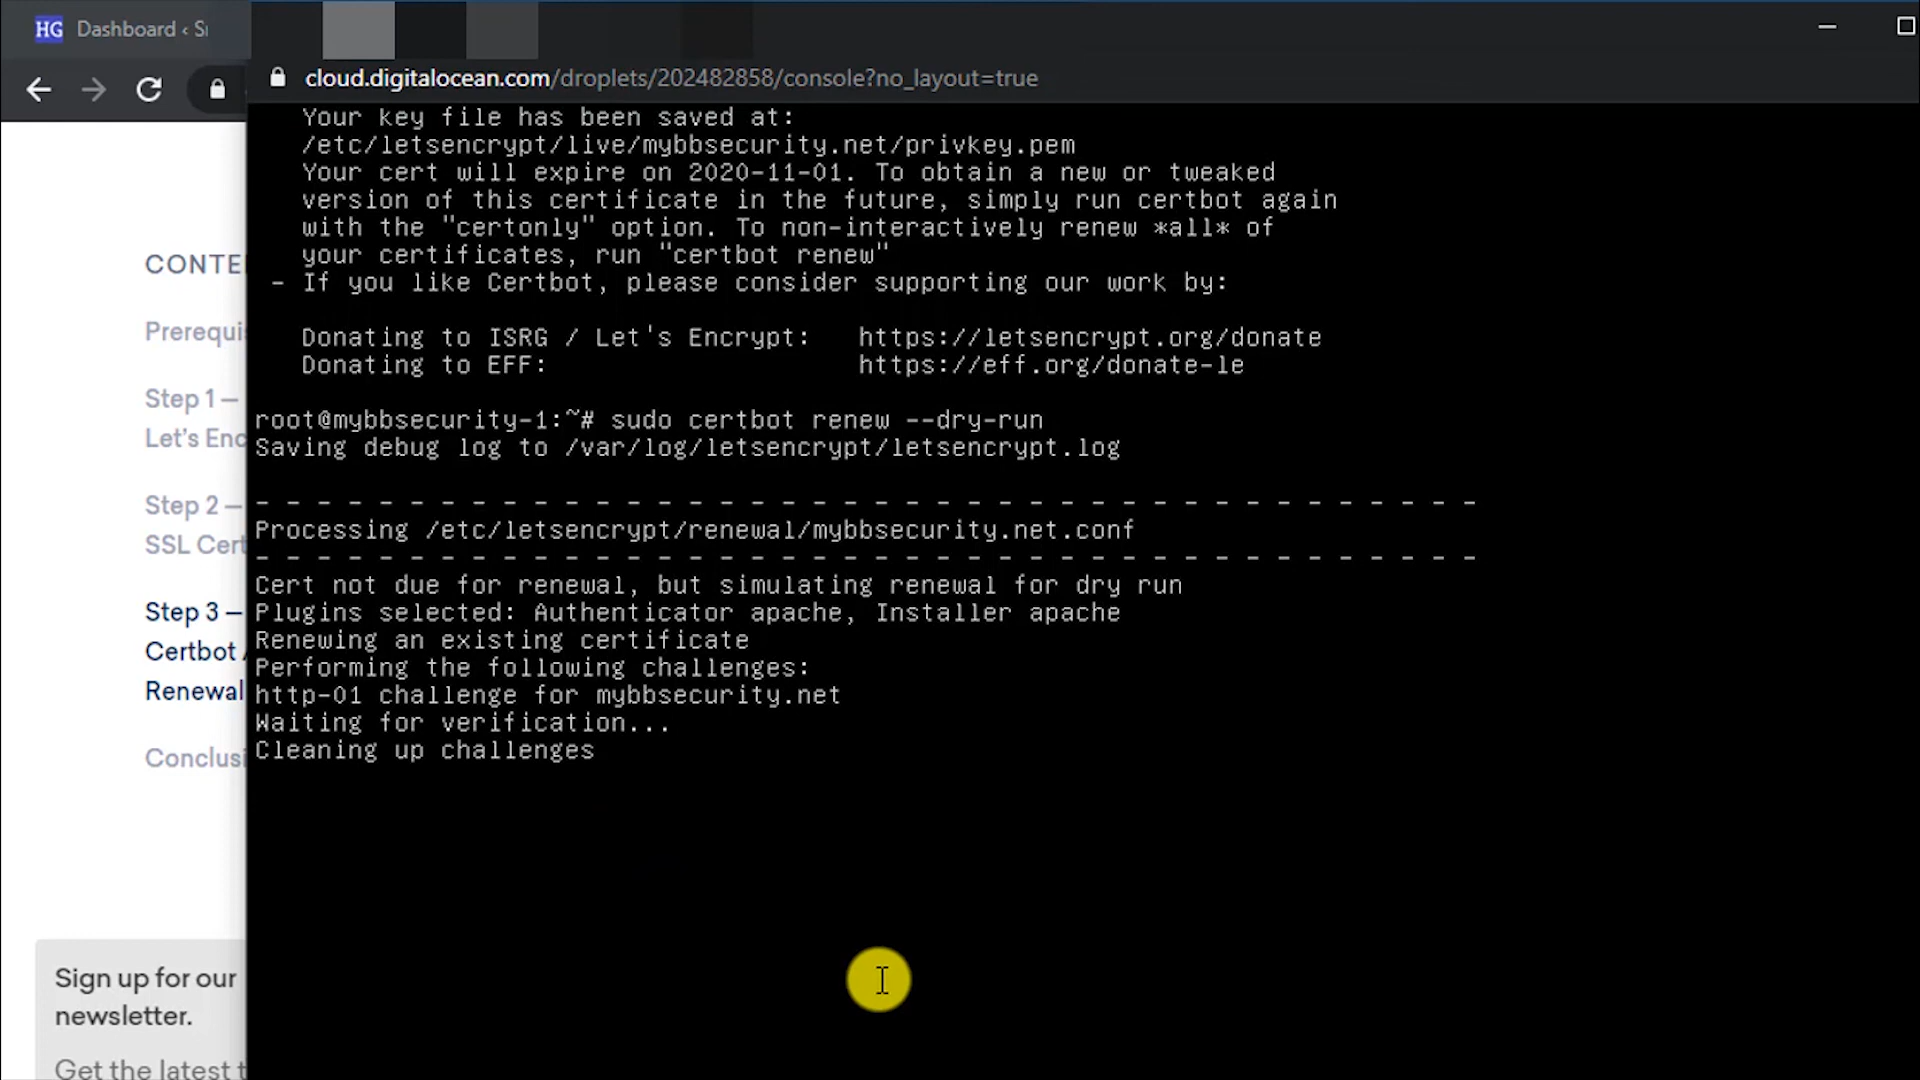 HG Dashboard ‹ S
cloud.digitalocean.com/droplets/202482858/console?no_layout=true
Your key file has been saved at:
/etc/letsencrypt/live/mybbsecurity.net/privkey.pem
Your cert will expire on 2020-11-01. To obtain a new or tweaked
version of this certificate in the future, simply run certbot again
with the "certonly" option. To non-interactively renew *all* of
your certificates, run "certbot renew"
- If you like Certbot, please consider supporting our work by:
Donating to ISRG / Let's Encrypt: https://letsencrypt.org/donate
Donating to EFF: https://eff.org/donate-le
root@mybbsecurity-1:~# sudo certbot renew --dry-run
Saving debug log to /var/log/letsencrypt/letsencrypt.log
- - - - - - - - - - - - - - - - - - - - - - - - - - - - - - - - - - - - - - - -
Processing /etc/letsencrypt/renewal/mybbsecurity.net.conf
- - - - - - - - - - - - - - - - - - - - - - - - - - - - - - - - - - - - - - - -
Cert not due for renewal, but simulating renewal for dry run
Plugins selected: Authenticator apache, Installer apache
Renewing an existing certificate
Performing the following challenges:
http-01 challenge for mybbsecurity.net
Waiting for verification...
Cleaning up challenges
CONTE
Prerequi
Step 1 —
Let's Enc
Step 2 —
SSL Cert
Step 3 —
Certbot
Renewal
Conclusi
Sign up for our
newsletter.
Get the latest t